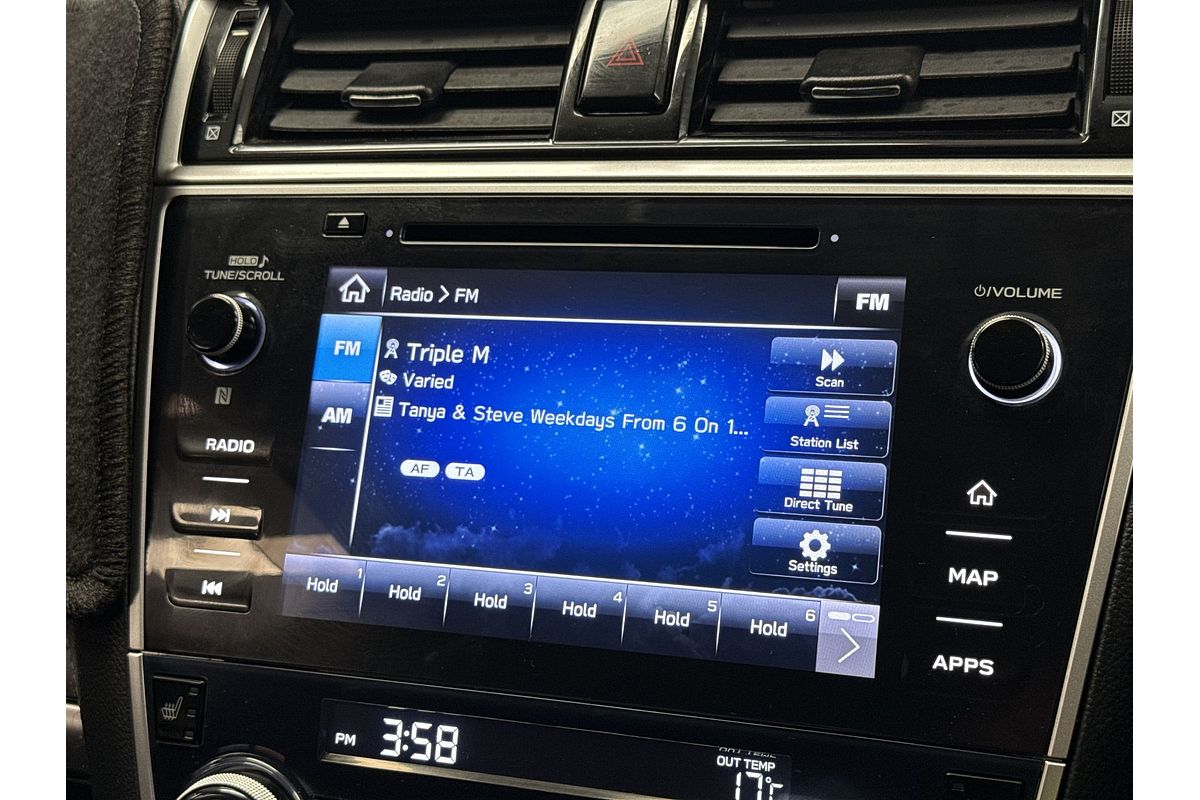 HOLD
TUNE/SCROLL
RADIO
Radio > FM
FM
FM
AM
Triple M
Varied
Tanya & Steve Weekdays From 6 On 1...
AF TA
Scan
Station List
Direct Tune
Settings
Hold 1
Hold 2
Hold 3
Hold 4
Hold 5
Hold 6
/VOLUME
MAP
APPS
PM 3:58
OUT TEMP
17°C